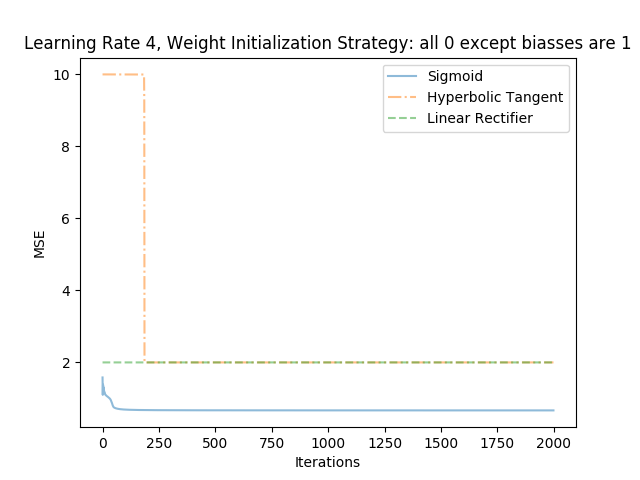 Learning Rate 4, Weight Initialization Strategy: all 0 except biasses are 1
10
8
6
4
2
MSE
Sigmoid
Hyperbolic Tangent
Linear Rectifier
0 250 500 750 1000 1250 1500 1750 2000
Iterations